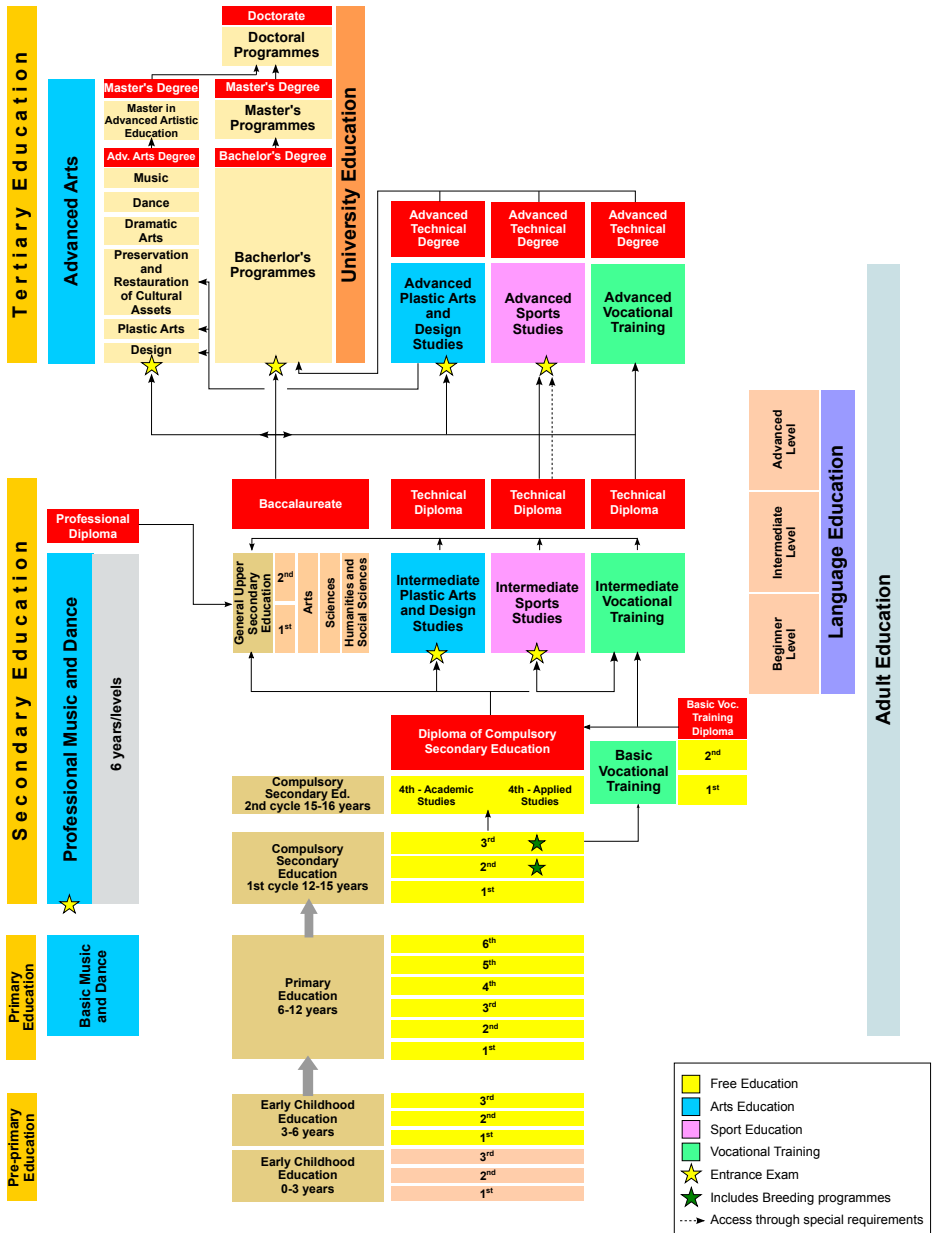 Tertiary Education
Advanced Arts
Doctorate
Doctoral
Programmes
Master's Degree
Master in
Advanced Artistic
Education
Adv. Arts Degree
Music
Dance
Dramatic
Arts
Preservation
and
Restauration
of Cultural
Assets
Plastic Arts
Design
Master's Degree
Master's
Programmes
Bachelor's Degree
Bacherlor's
Programmes
University Education
Advanced
Technical
Degree
Advanced
Technical
Degree
Advanced
Technical
Degree
Advanced
Plastic Arts
and
Design
Studies
Advanced
Sports
Studies
Advanced
Vocational
Training
Advanced
Level
Intermediate
Level
Beginner
Level
Language Education
Adult Education
Secondary Education
Professional
Diploma
Professional Music and Dance
6 years/levels
Baccalaureate
Technical
Diploma
Technical
Diploma
Technical
Diploma
General Upper
Secondary
Education
2nd
1st
Arts
Sciences
Humanities and
Social Sciences
Intermediate
Plastic Arts
and Design
Studies
Intermediate
Sports
Studies
Intermediate
Vocational
Training
Diploma of Compulsory
Secondary Education
Basic Voc.
Training
Diploma
Basic
Vocational
Training
2nd
1st
Compulsory
Secondary Ed.
2nd cycle 15-16 years
4th - Academic
Studies
4th - Applied
Studies
Compulsory
Secondary
Education
1st cycle 12-15 years
3rd
2nd
1st
Primary
Education
Basic Music
and Dance
Primary
Education
6-12 years
6th
5th
4th
3rd
2nd
1st
Pre-primary
Education
Early Childhood
Education
3-6 years
3rd
2nd
1st
Early Childhood
Education
0-3 years
3rd
2nd
1st
Free Education
Arts Education
Sport Education
Vocational Training
Entrance Exam
Includes Breeding programmes
Access through special requirements